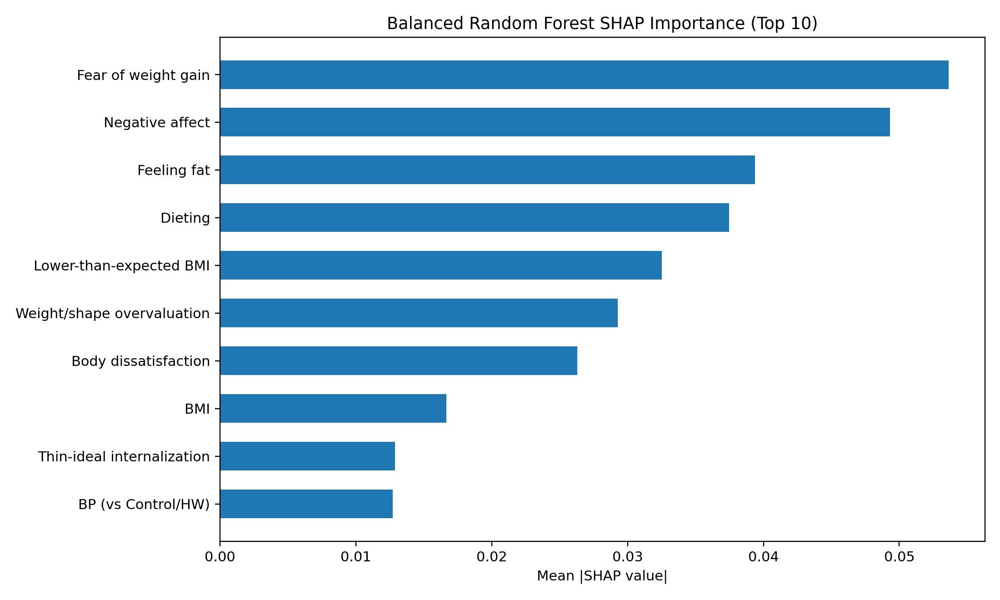 Balanced Random Forest SHAP Importance (Top 10)
Fear of weight gain
Negative affect
Feeling fat
Dieting
Lower-than-expected BMI
Weight/shape overvaluation
Body dissatisfaction
BMI
Thin-ideal internalization
BP (vs Control/HW)
0.00 0.01 0.02 0.03 0.04 0.05
Mean |SHAP value|